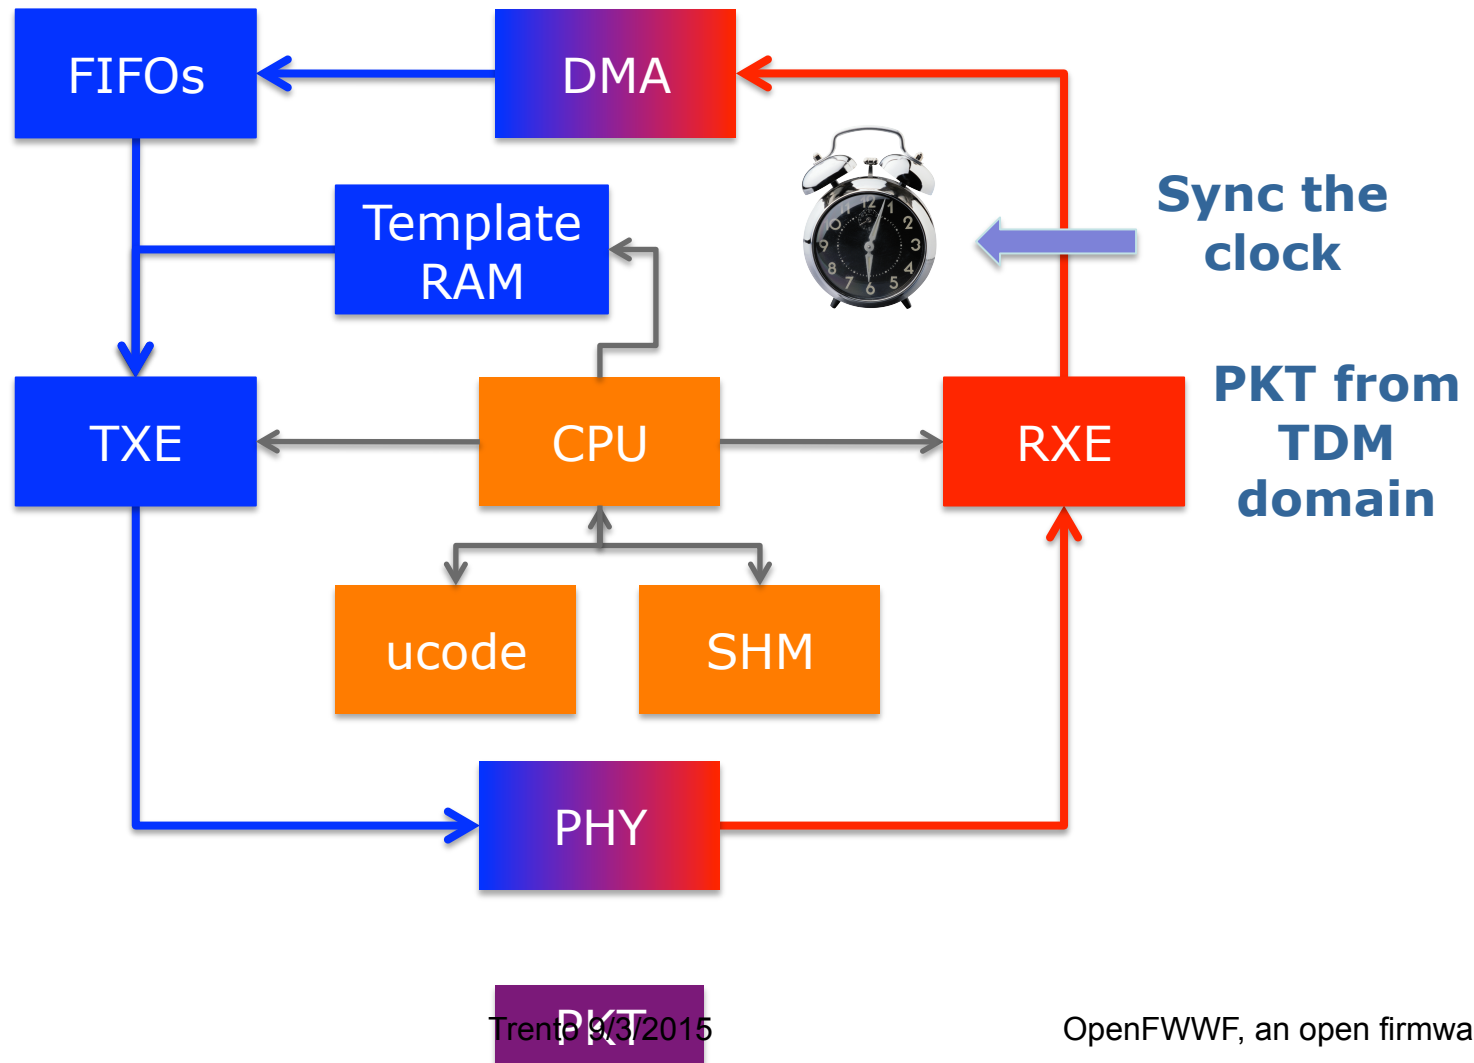 FIFOs
DMA
Template
RAM
Sync the
clock
TXE
CPU
RXE
PKT from
TDM
domain
ucode
SHM
PHY
PKT
Trento 9/3/2015
OpenFWWF, an open firmwa